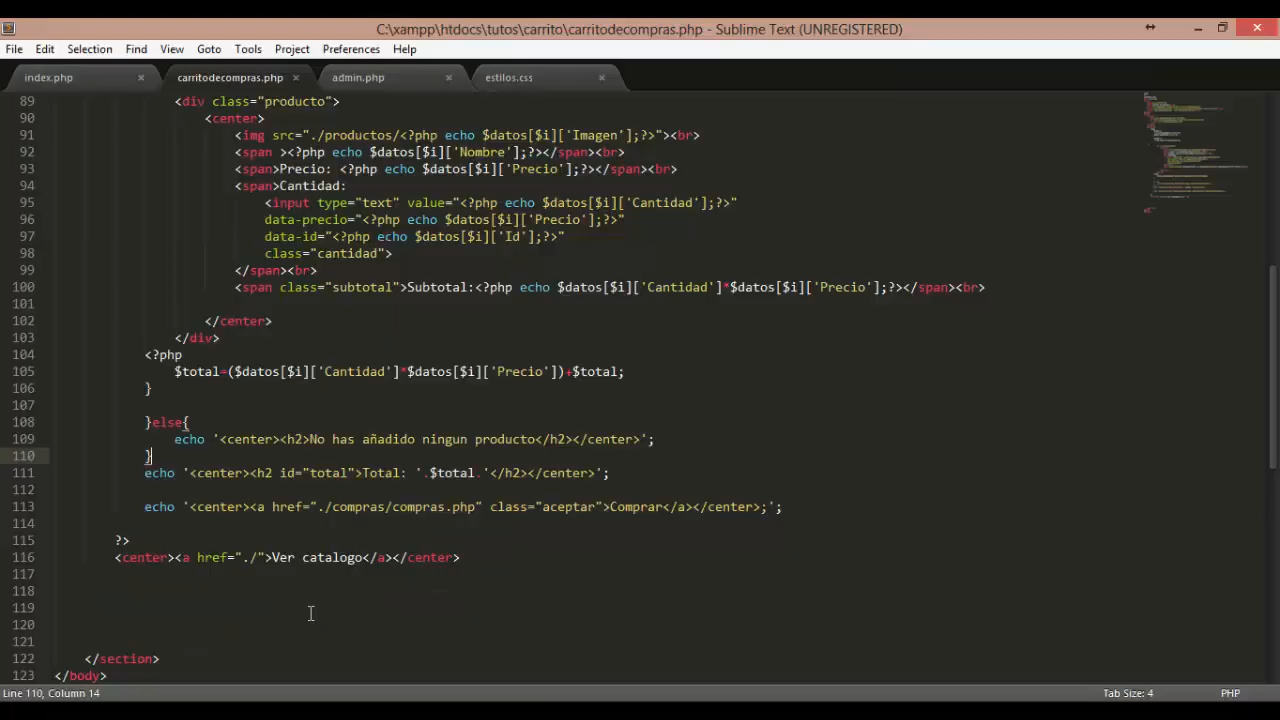 C:\xampp\htdocs\tutos\carrito\carritodecompras.php - Sublime Text (UNREGISTERED)
File Edit Selection Find View Goto Tools Project Preferences Help
index.php × carritodecompras.php × admin.php × estilos.css ×
89 <div class="producto">
90 <center>
91 <img src="./productos/<?php echo $datos[$i]['Imagen'];?>"><br>
92 <span ><?php echo $datos[$i]['Nombre'];?></span><br>
93 <span>Precio: <?php echo $datos[$i]['Precio'];?></span><br>
94 <span>Cantidad:
95 <input type="text" value="<?php echo $datos[$i]['Cantidad'];?>"
96 data-precio="<?php echo $datos[$i]['Precio'];?>"
97 data-id="<?php echo $datos[$i]['Id'];?>"
98 class="cantidad">
99 </span><br>
100 <span class="subtotal">Subtotal:<?php echo $datos[$i]['Cantidad']*$datos[$i]['Precio'];?></span><br>
101
102 </center>
103 </div>
104 <?php
105 $total=($datos[$i]['Cantidad']*$datos[$i]['Precio'])+$total;
106 }
107
108 }else{
109 echo '<center><h2>No has añadido ningun producto</h2></center>';
110 }
111 echo '<center><h2 id="total">Total: '.$total.'</h2></center>';
112
113 echo '<center><a href="./compras/compras.php" class="aceptar">Comprar</a></center>;';
114
115 ?>
116 <center><a href="./">Ver catalogo</a></center>
117
118
119
120
121
122 </section>
123 </body>
Line 110, Column 14 Tab Size: 4 PHP